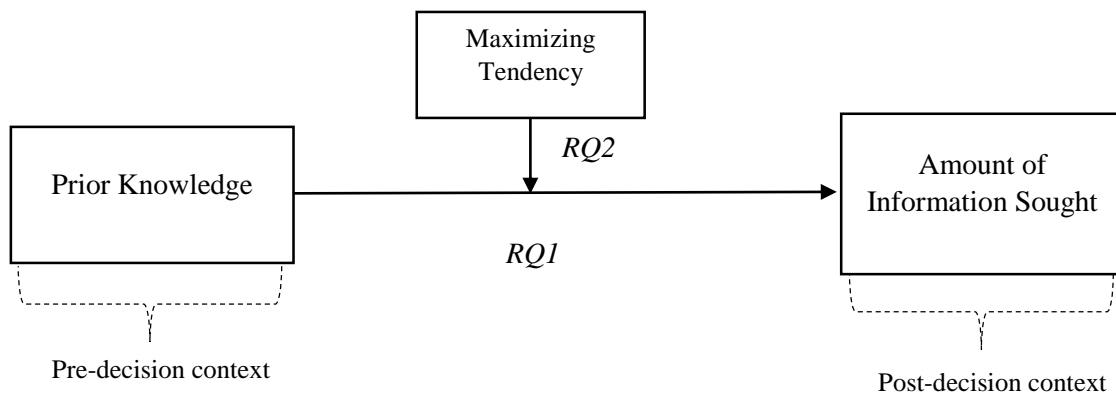 Maximizing
Tendency
RQ2
Prior Knowledge
Amount of
Information Sought
RQ1
Pre-decision context
Post-decision context